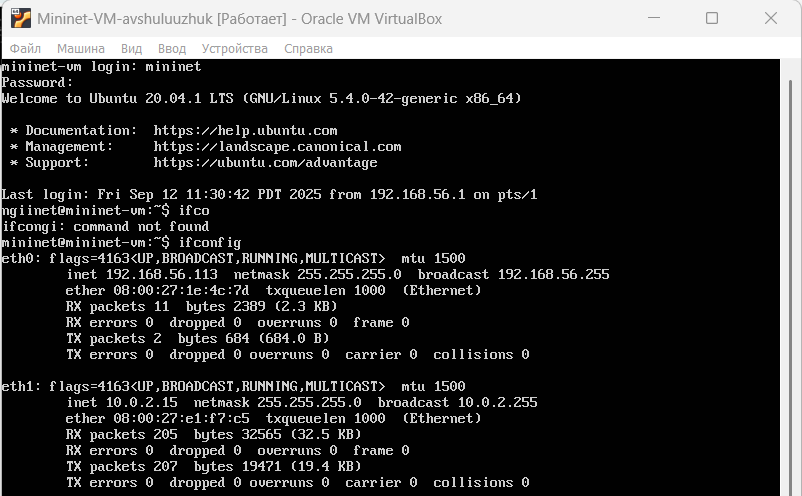 Mininet-VM-avshuluuzhuk [Работает] - Oracle VM VirtualBox
Файл Машина Вид Ввод Устройства Справка
mininet-vm login: mininet
Password:
Welcome to Ubuntu 20.04.1 LTS (GNU/Linux 5.4.0-42-generic x86_64)
* Documentation: https://help.ubuntu.com
* Management: https://landscape.canonical.com
* Support: https://ubuntu.com/advantage
Last login: Fri Sep 12 11:30:42 PDT 2025 from 192.168.56.1 on pts/1
ngiinet@mininet-vm:~$ ifco
ifcongi: command not found
mininet@mininet-vm:~$ ifconfig
eth0: flags=4163<UP,BROADCAST,RUNNING,MULTICAST> mtu 1500
inet 192.168.56.113 netmask 255.255.255.0 broadcast 192.168.56.255
ether 08:00:27:1e:4c:7d txqueuelen 1000 (Ethernet)
RX packets 11 bytes 2389 (2.3 KB)
RX errors 0 dropped 0 overruns 0 frame 0
TX packets 2 bytes 684 (684.0 B)
TX errors 0 dropped 0 overruns 0 carrier 0 collisions 0
eth1: flags=4163<UP,BROADCAST,RUNNING,MULTICAST> mtu 1500
inet 10.0.2.15 netmask 255.255.255.0 broadcast 10.0.2.255
ether 08:00:27:e1:f7:c5 txqueuelen 1000 (Ethernet)
RX packets 205 bytes 32565 (32.5 KB)
RX errors 0 dropped 0 overruns 0 frame 0
TX packets 207 bytes 19471 (19.4 KB)
TX errors 0 dropped 0 overruns 0 carrier 0 collisions 0